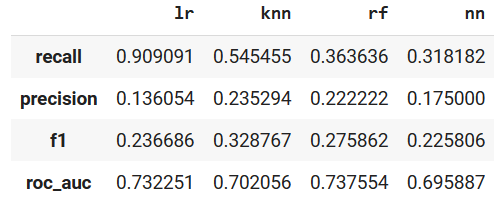 lr knn rf nn
recall 0.909091 0.545455 0.363636 0.318182
precision 0.136054 0.235294 0.222222 0.175000
f1 0.236686 0.328767 0.275862 0.225806
roc_auc 0.732251 0.702056 0.737554 0.695887